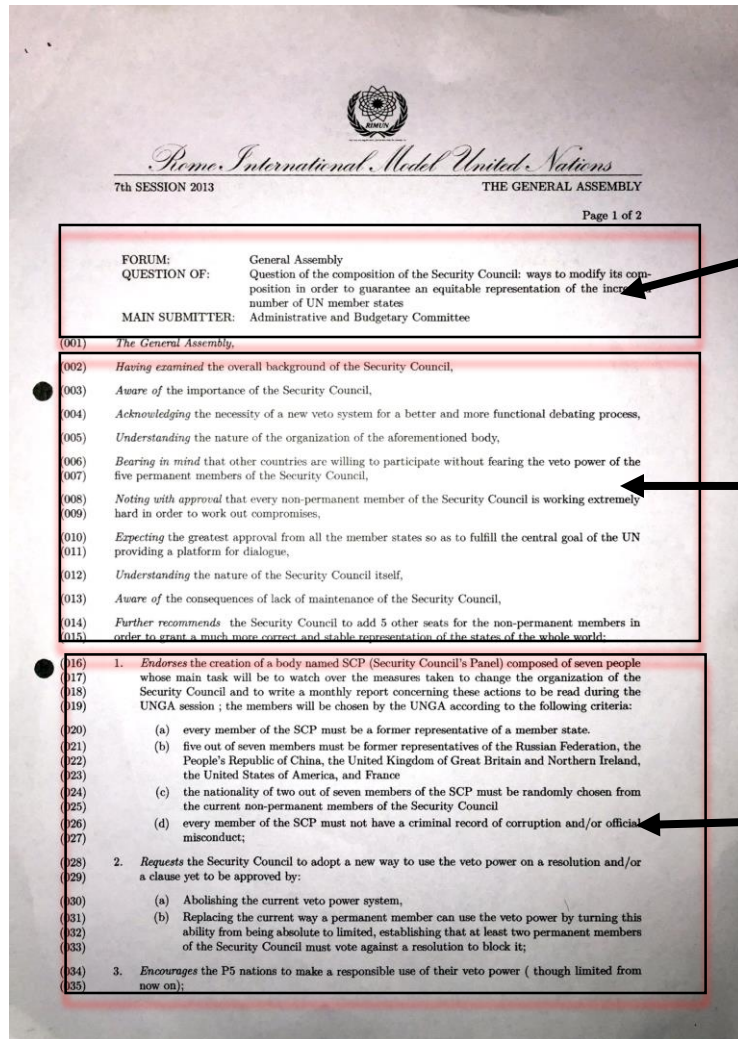 RIMUN
Rome International Model United Nations
7th SESSION 2013 THE GENERAL ASSEMBLY
Page 1 of 2
FORUM: General Assembly
QUESTION OF: Question of the composition of the Security Council: ways to modify its com-
position in order to guarantee an equitable representation of the
number of UN member states
MAIN SUBMITTER: Administrative and Budgetary Committee
(001) The General Assembly,
(002) Having examined the overall background of the Security Council,
(003) Aware of the importance of the Security Council,
(004) Acknowledging the necessity of a new veto system for a better and more functional debating process,
(005) Understanding the nature of the organization of the aforementioned body,
(006) Bearing in mind that other countries are willing to participate without fearing the veto power of the
(007) five permanent members of the Security Council,
(008) Noting with approval that every non-permanent member of the Security Council is working extremely
(009) hard in order to work out compromises,
(010) Expecting the greatest approval from all the member states so as to fulfill the central goal of the UN
(011) providing a platform for dialogue,
(012) Understanding the nature of the Security Council itself,
(013) Aware of the consequences of lack of maintenance of the Security Council,
(014) Further recommends the Security Council to add 5 other seats for the non-permanent members in
(015) order to grant a much more correct and stable representation of the states of the whole world:
(016) 1. Endorses the creation of a body named SCP (Security Council's Panel) composed of seven people
(017) whose main task will be to watch over the measures taken to change the organization of the
(018) Security Council and to write a monthly report concerning these actions to be read during the
(019) UNGA session ; the members will be chosen by the UNGA according to the following criteria:
(020) (a) every member of the SCP must be a former representative of a member state.
(021) (b) five out of seven members must be former representatives of the Russian Federation, the
(022) People's Republic of China, the United Kingdom of Great Britain and Northern Ireland,
(023) the United States of America, and France
(024) (c) the nationality of two out of seven members of the SCP must be randomly chosen from
(025) the current non-permanent members of the Security Council
(026) (d) every member of the SCP must not have a criminal record of corruption and/or official
(027) misconduct;
(028) 2. Requests the Security Council to adopt a new way to use the veto power on a resolution and/or
(029) a clause yet to be approved by:
(030) (a) Abolishing the current veto power system,
(031) (b) Replacing the current way a permanent member can use the veto power by turning this
(032) ability from being absolute to limited, establishing that at least two permanent members
(033) of the Security Council must vote against a resolution to block it;
(034) 3. Encourages the P5 nations to make a responsible use of their veto power ( though limited from
(035) now on);